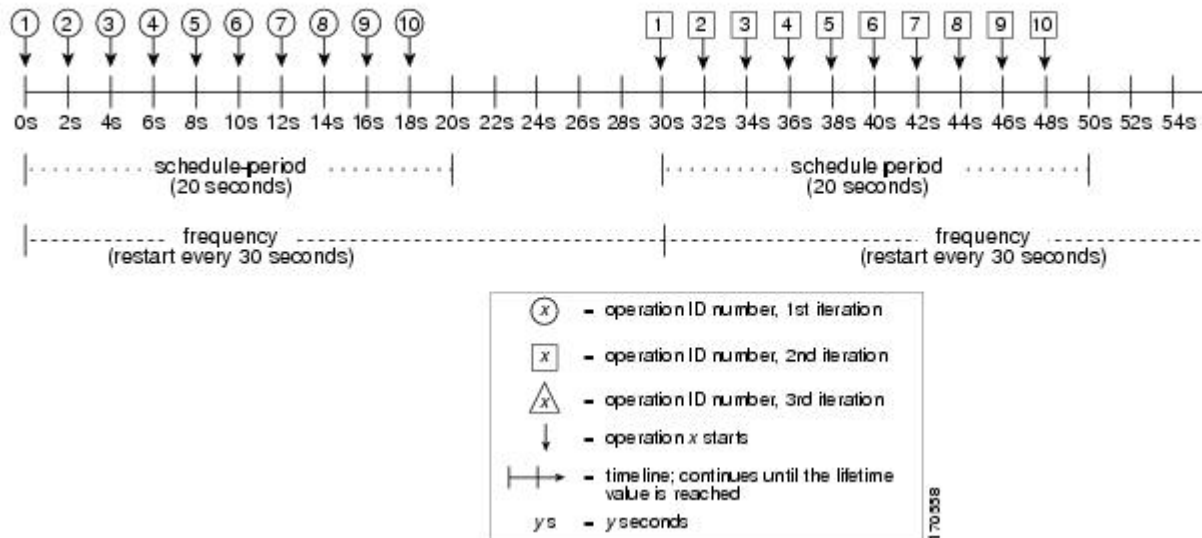 1 2 3 4 5 6 7 8 9 10 1 2 3 4 5 6 7 8 9 10
0s 2s 4s 6s 8s 10s 12s 14s 16s 18s 20s 22s 24s 26s 28s 30s 32s 34s 36s 38s 40s 42s 44s 46s 48s 50s 52s 54s
schedule-period
(20 seconds)
schedule period
(20 seconds)
frequency
(restart every 30 seconds)
frequency
(restart every 30 seconds)
x = operation ID number, 1st iteration
x = operation ID number, 2nd iteration
x = operation ID number, 3rd iteration
= operation x starts
= timeline; continues until the lifetime
value is reached
y s = y seconds
170558